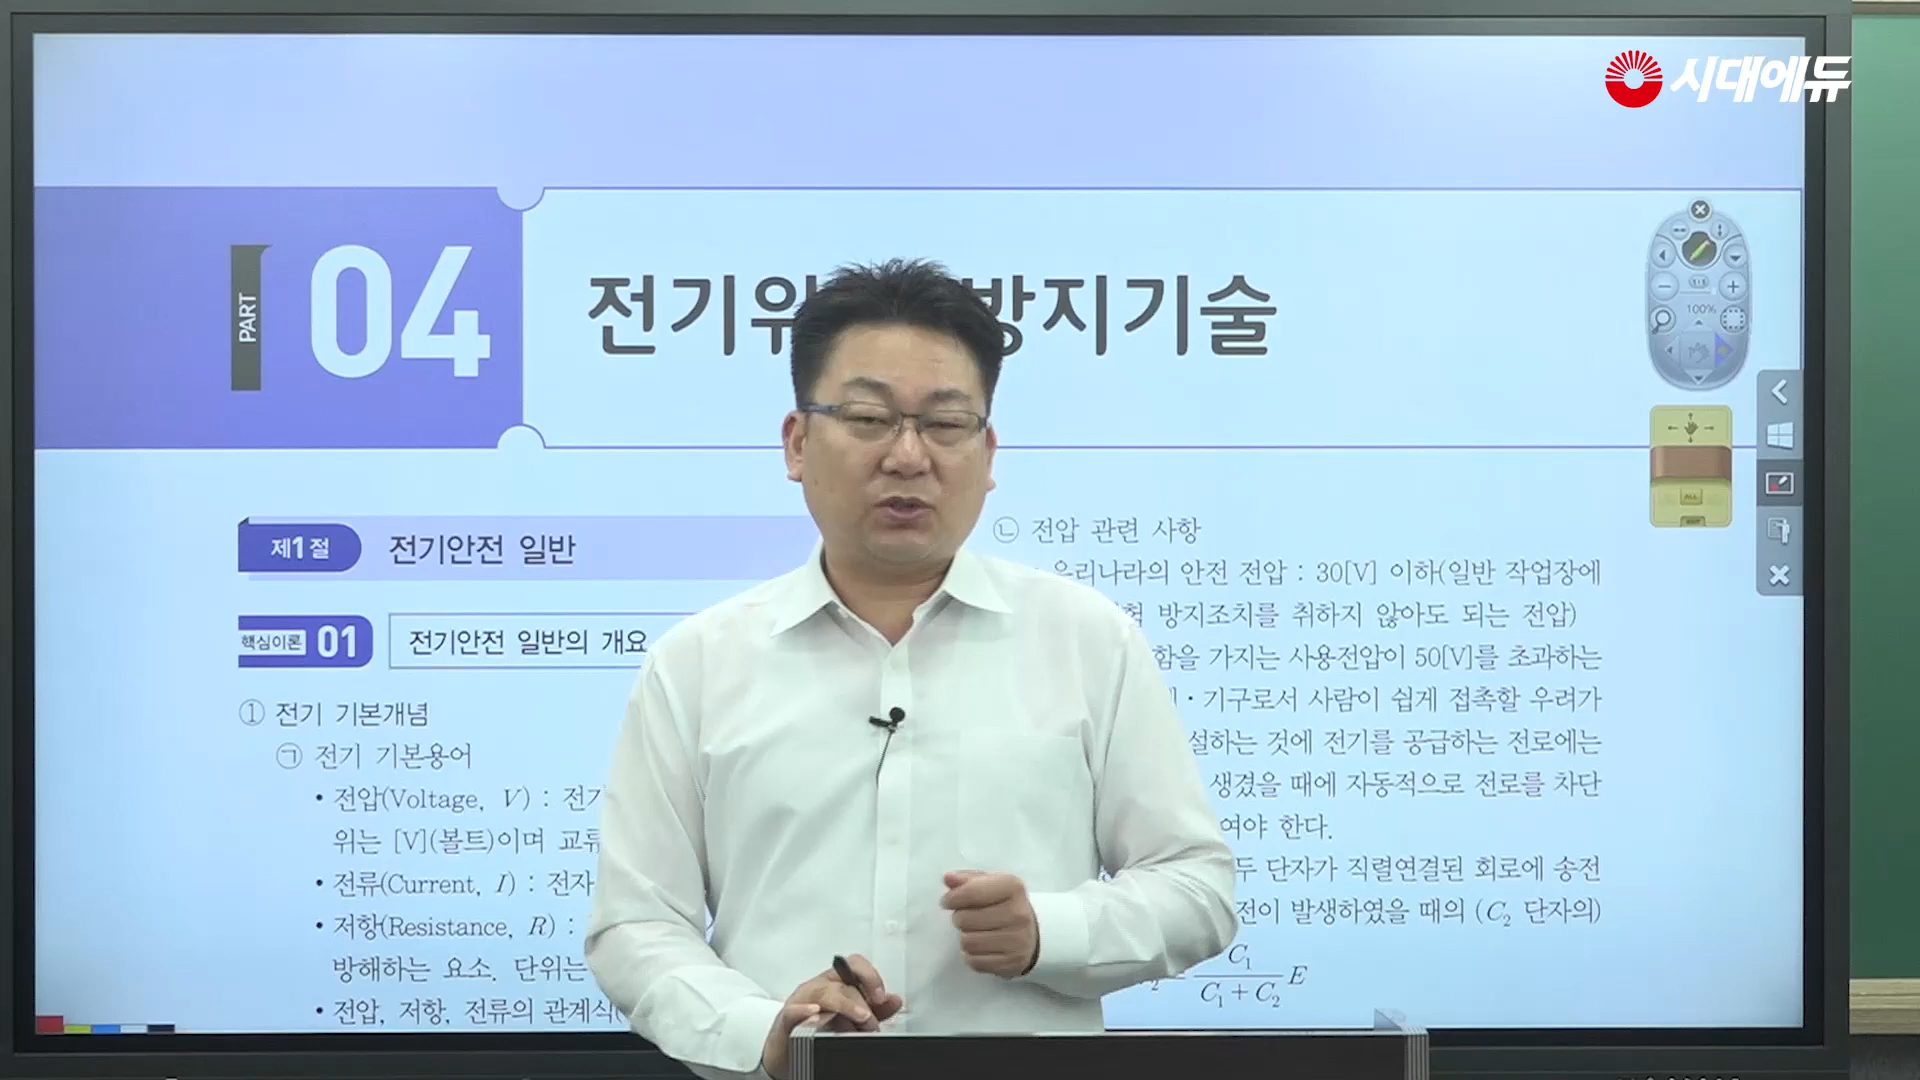 시대에듀
PART
04
전기위 방지기술
제1절
전기안전 일반
핵심이론 01
전기안전 일반의 개요
① 전기 기본개념
㉠ 전기 기본용어
• 전압(Voltage, V) : 전기
위는 [V](볼트)이며 교류
• 전류(Current, I) : 전자
• 저항(Resistance, R) :
방해하는 요소. 단위는
• 전압, 저항, 전류의 관계식
㉡ 전압 관련 사항
우리나라의 안전 전압 : 30[V] 이하(일반 작업장에
험 방지조치를 취하지 않아도 되는 전압)
함을 가지는 사용전압이 50[V]를 초과하는
· 기구로서 사람이 쉽게 접촉할 우려가
설하는 것에 전기를 공급하는 전로에는
생겼을 때에 자동적으로 전로를 차단
여야 한다.
두 단자가 직렬연결된 회로에 송전
전이 발생하였을 때의 (C₂ 단자의)
₂ = C₁ / (C₁ + C₂) E
100%
ALL